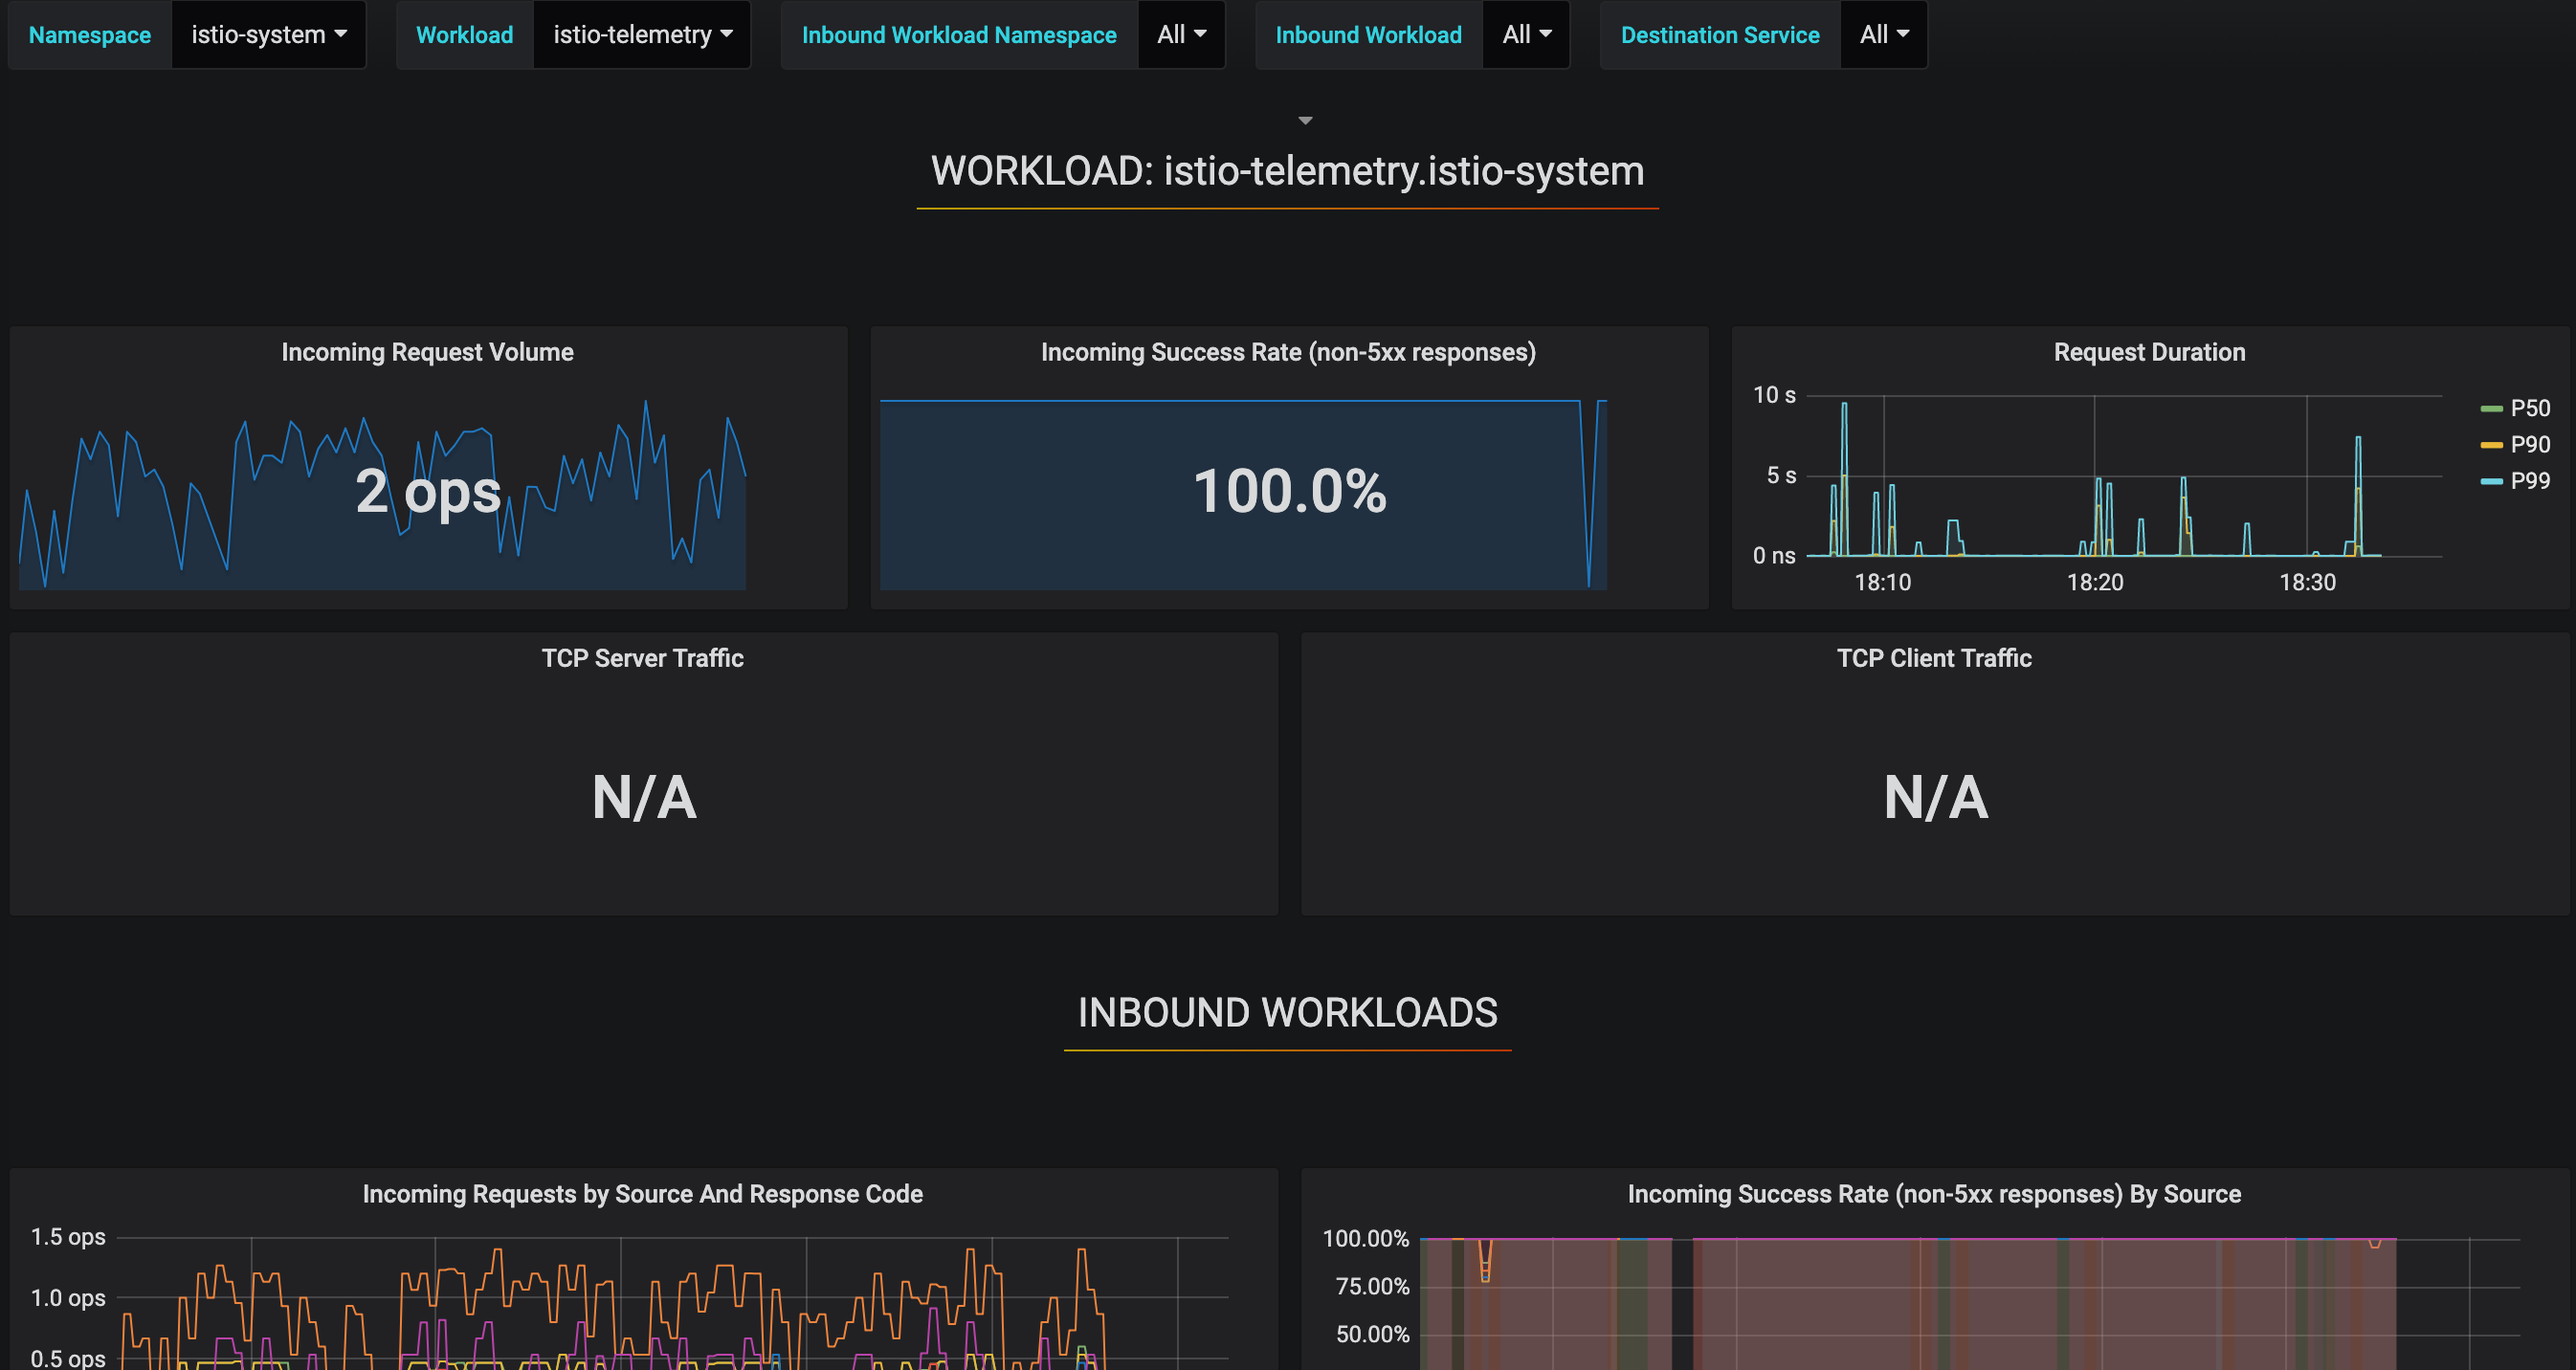 Namespace istio-system Workload istio-telemetry Inbound Workload Namespace All Inbound Workload All Destination Service All
WORKLOAD: istio-telemetry.istio-system
Incoming Request Volume
2 ops
Incoming Success Rate (non-5xx responses)
100.0%
Request Duration
10 s
5 s
0 ns
18:10 18:20 18:30
P50
P90
P99
TCP Server Traffic
N/A
TCP Client Traffic
N/A
INBOUND WORKLOADS
Incoming Requests by Source And Response Code
1.5 ops
1.0 ops
0.5 ops
Incoming Success Rate (non-5xx responses) By Source
100.00%
75.00%
50.00%